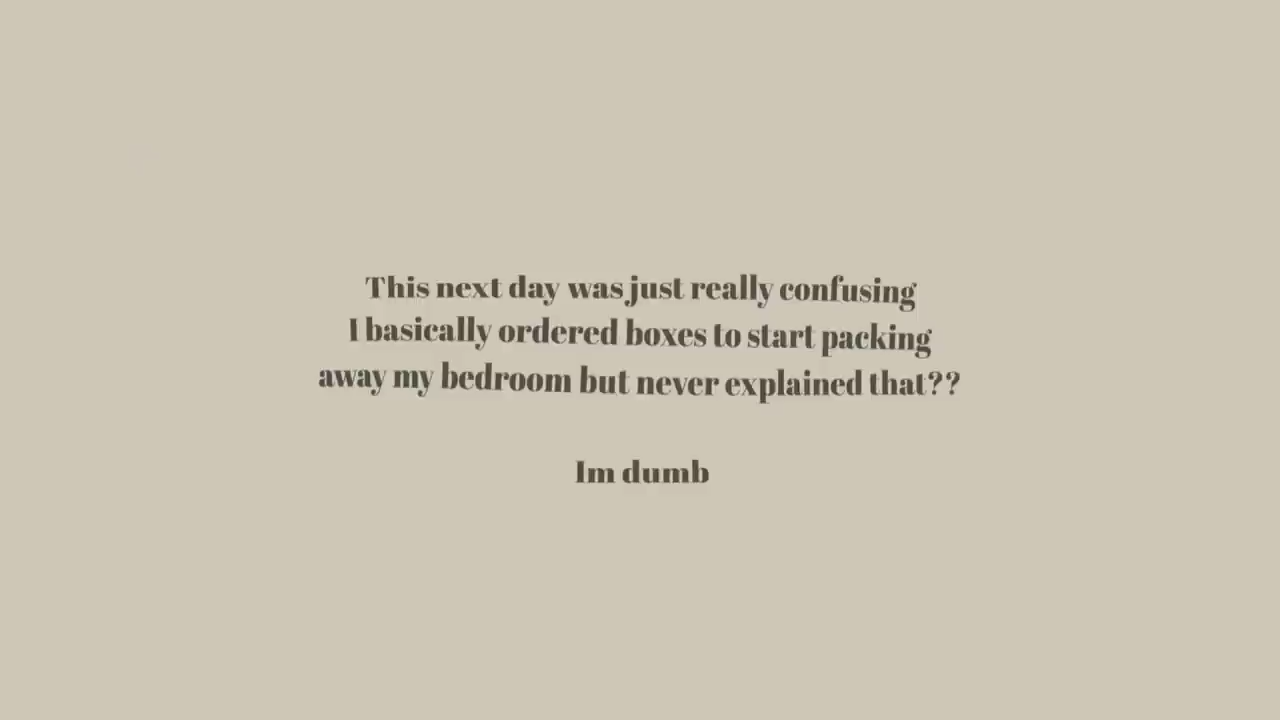 This next day was just really confusing
I basically ordered boxes to start packing
away my bedroom but never explained that??
Im dumb